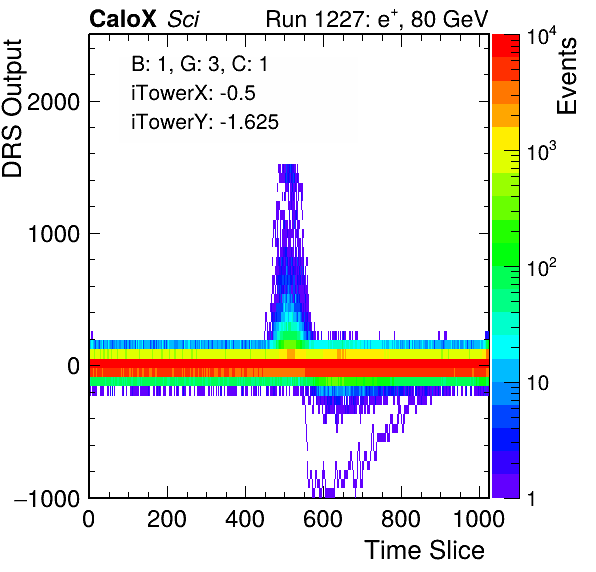 CaloX Sci Run 1227: e⁺, 80 GeV
B: 1, G: 3, C: 1
iTowerX: -0.5
iTowerY: -1.625
DRS Output
2000
1000
0
−1000
0 200 400 600 800 1000
Time Slice
Events
10⁴
10³
10²
10
1